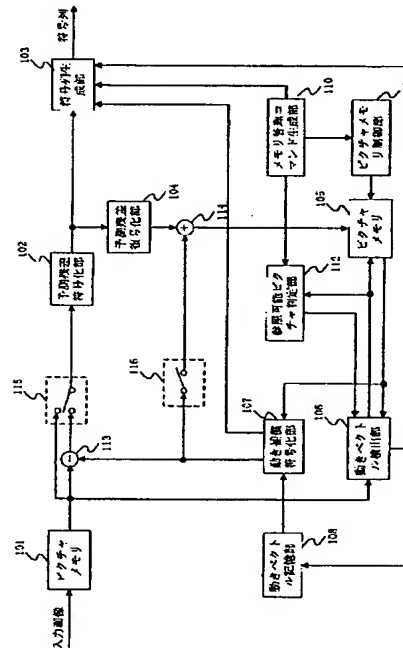 入力画像
101
ピクチャ
メモリ
113
115
102
予測残差
符号化部
103
符号列生
成部
符号列
104
予測残差
復号化部
114
116
107
動き補償
符号化部
108
動きベクト
ル記憶部
106
動きベクト
ル検出部
112
参照可能ピク
チャ判定部
110
メモリ管理コ
マンド生成部
ピクチャメモ
リ制御部
105
ピクチャ
メモリ